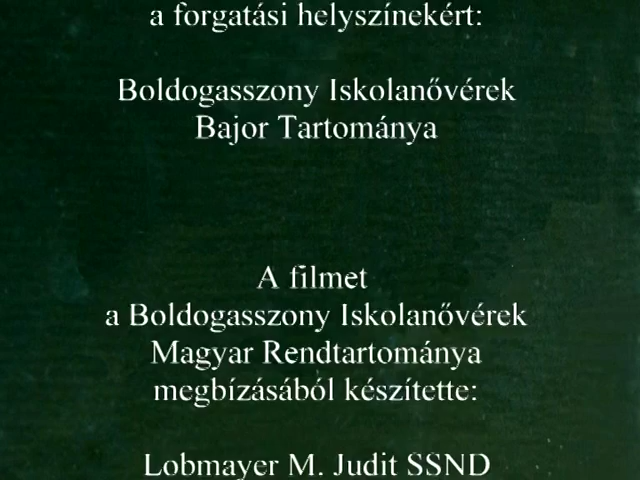 a forgatási helyszínekért:
Boldogasszony Iskolanővérek
Bajor Tartománya
A filmet
a Boldogasszony Iskolanővérek
Magyar Rendtartománya
megbízásából készítette:
Lobmayer M. Judit SSND